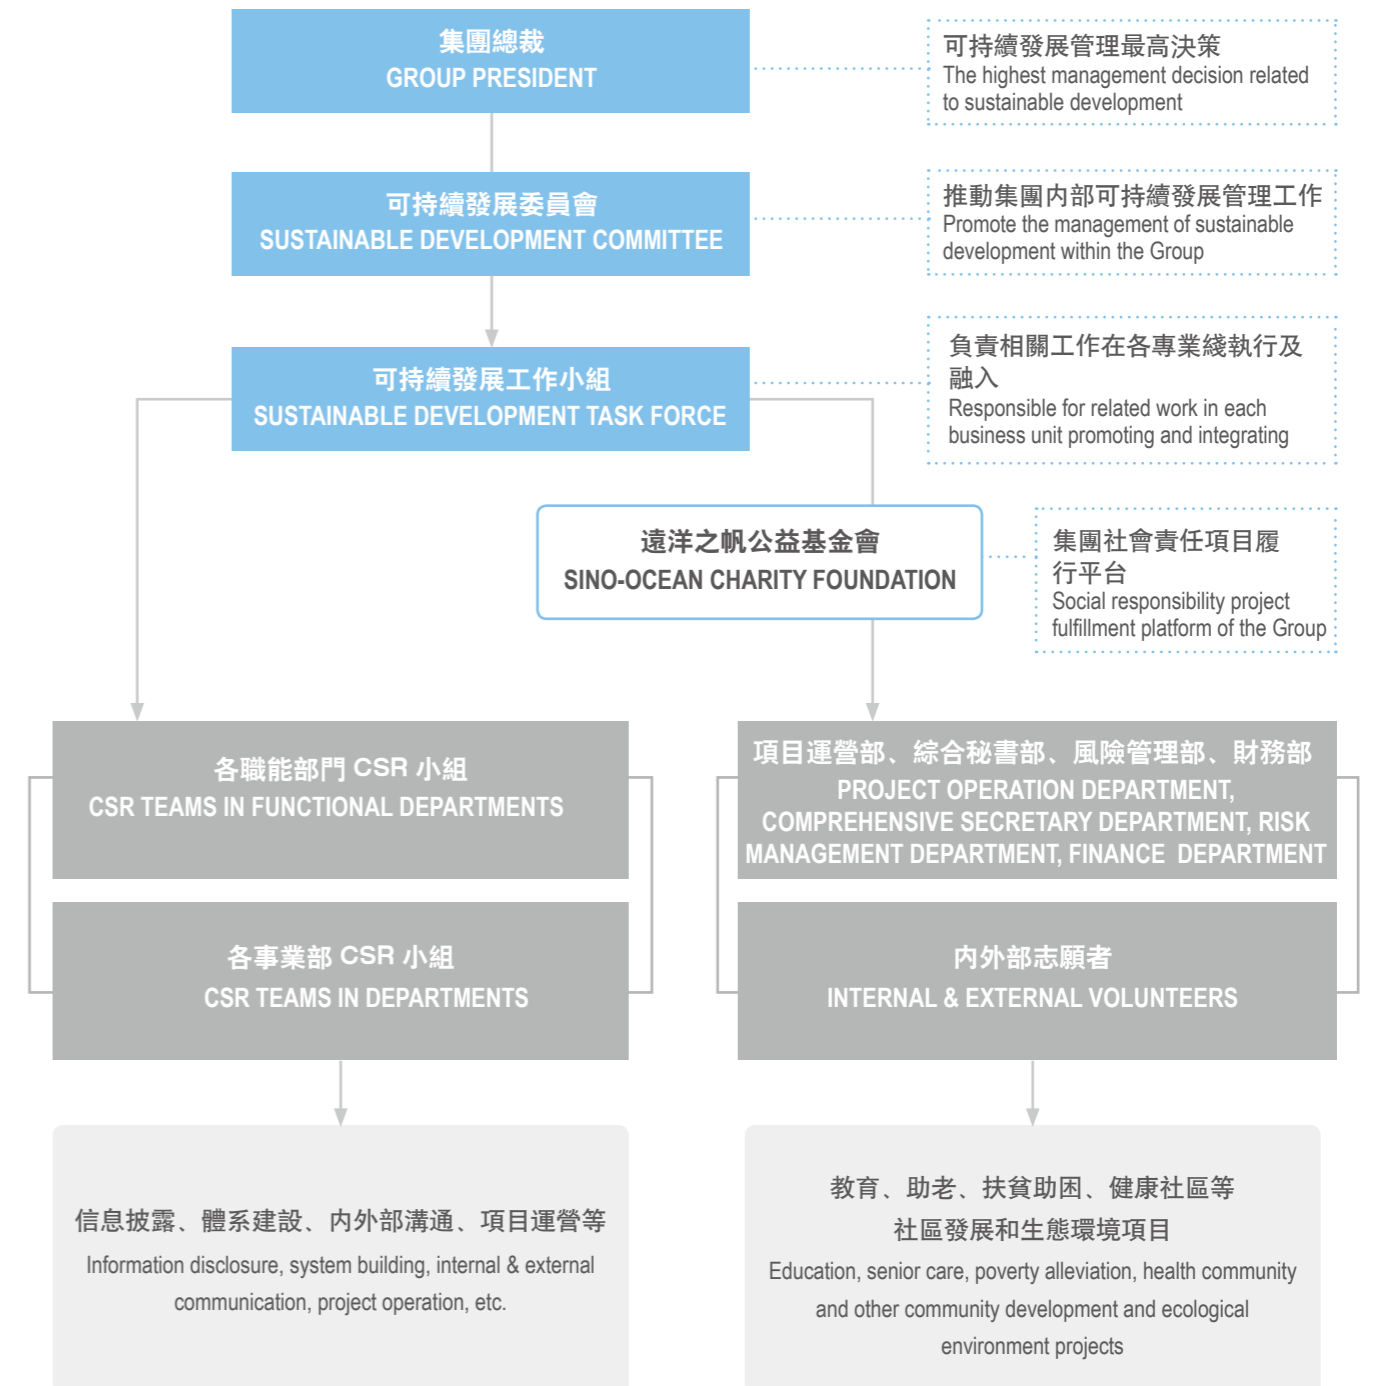 集團總裁
GROUP PRESIDENT
可持續發展管理最高決策
The highest management decision related
to sustainable development
可持續發展委員會
SUSTAINABLE DEVELOPMENT COMMITTEE
推動集團内部可持續發展管理工作
Promote the management of sustainable
development within the Group
可持續發展工作小組
SUSTAINABLE DEVELOPMENT TASK FORCE
負責相關工作在各專業綫執行及
融入
Responsible for related work in each
business unit promoting and integrating
遠洋之帆公益基金會
SINO-OCEAN CHARITY FOUNDATION
集團社會責任項目履
行平台
Social responsibility project
fulfillment platform of the Group
各職能部門 CSR 小組
CSR TEAMS IN FUNCTIONAL DEPARTMENTS
各事業部 CSR 小組
CSR TEAMS IN DEPARTMENTS
項目運營部、綜合秘書部、風險管理部、財務部
PROJECT OPERATION DEPARTMENT,
COMPREHENSIVE SECRETARY DEPARTMENT, RISK
MANAGEMENT DEPARTMENT, FINANCE DEPARTMENT
内外部志願者
INTERNAL & EXTERNAL VOLUNTEERS
信息披露、體系建設、内外部溝通、項目運營等
Information disclosure, system building, internal & external
communication, project operation, etc.
教育、助老、扶貧助困、健康社區等
社區發展和生態環境項目
Education, senior care, poverty alleviation, health community
and other community development and ecological
environment projects